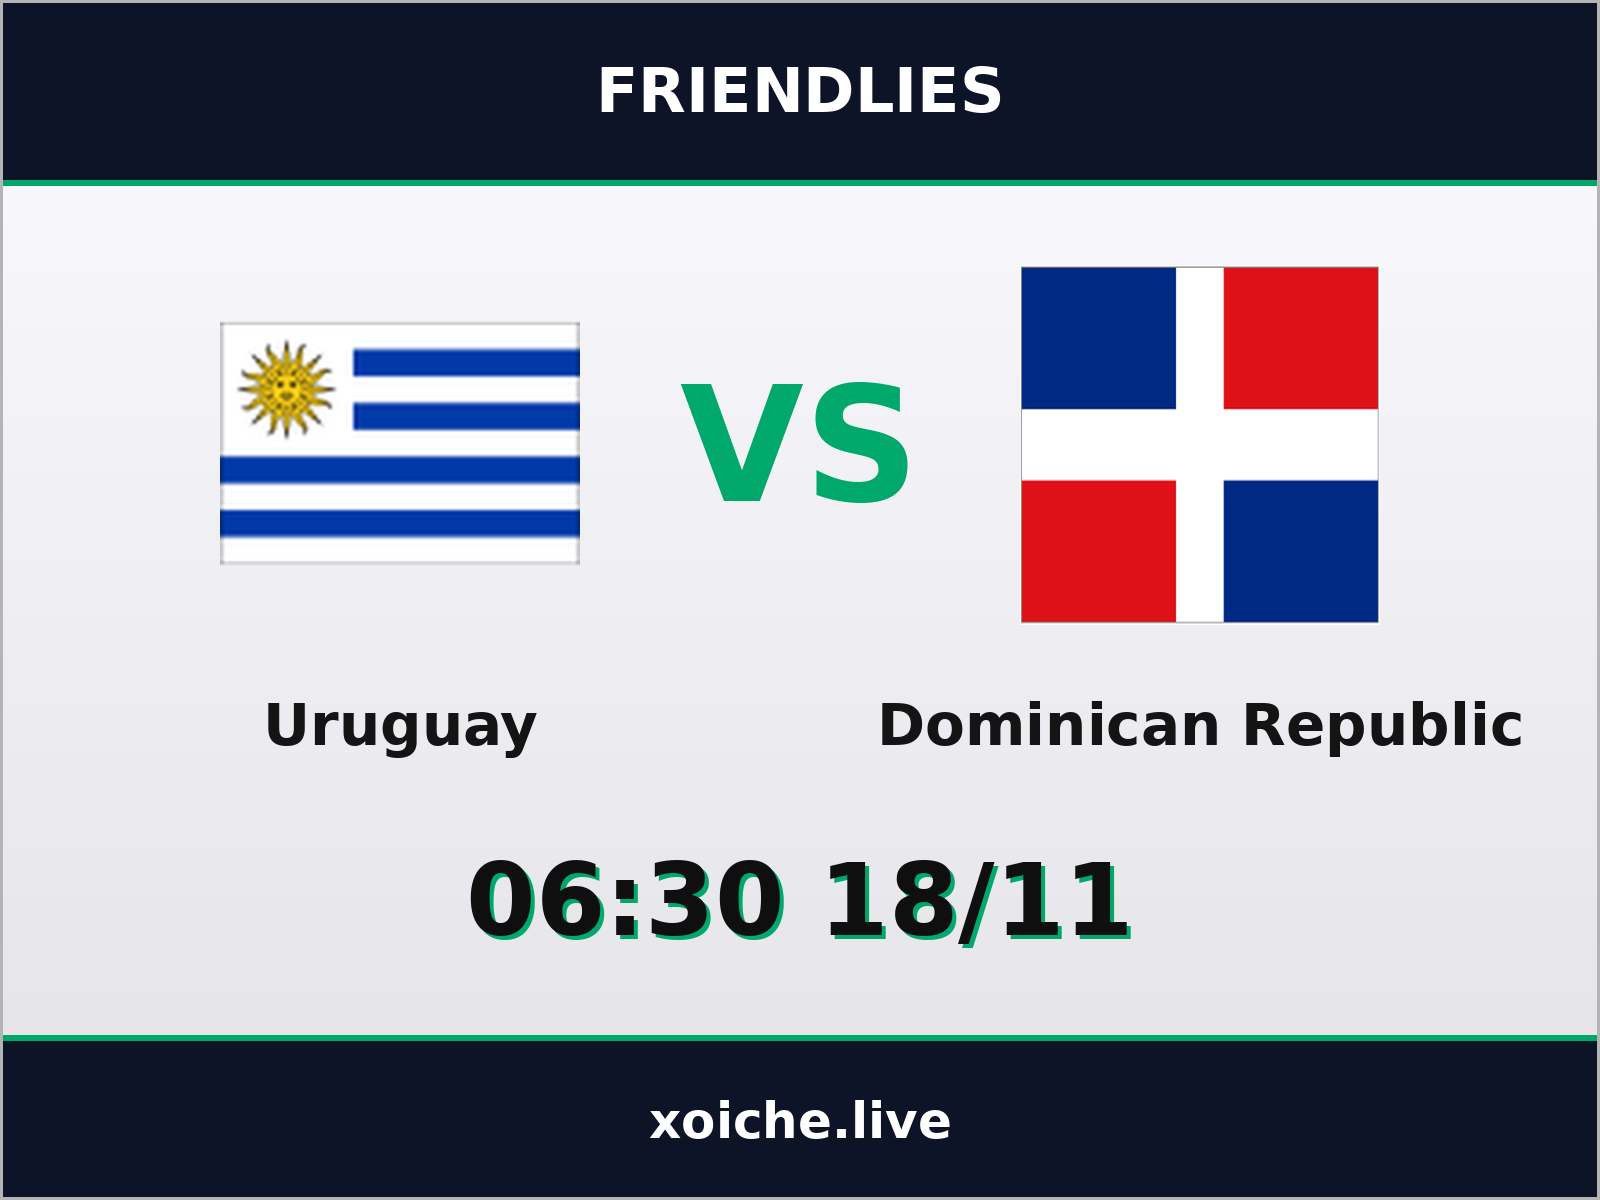 FRIENDLIES
VS
Uruguay
Dominican Republic
06:30 18/11
xoiche.live